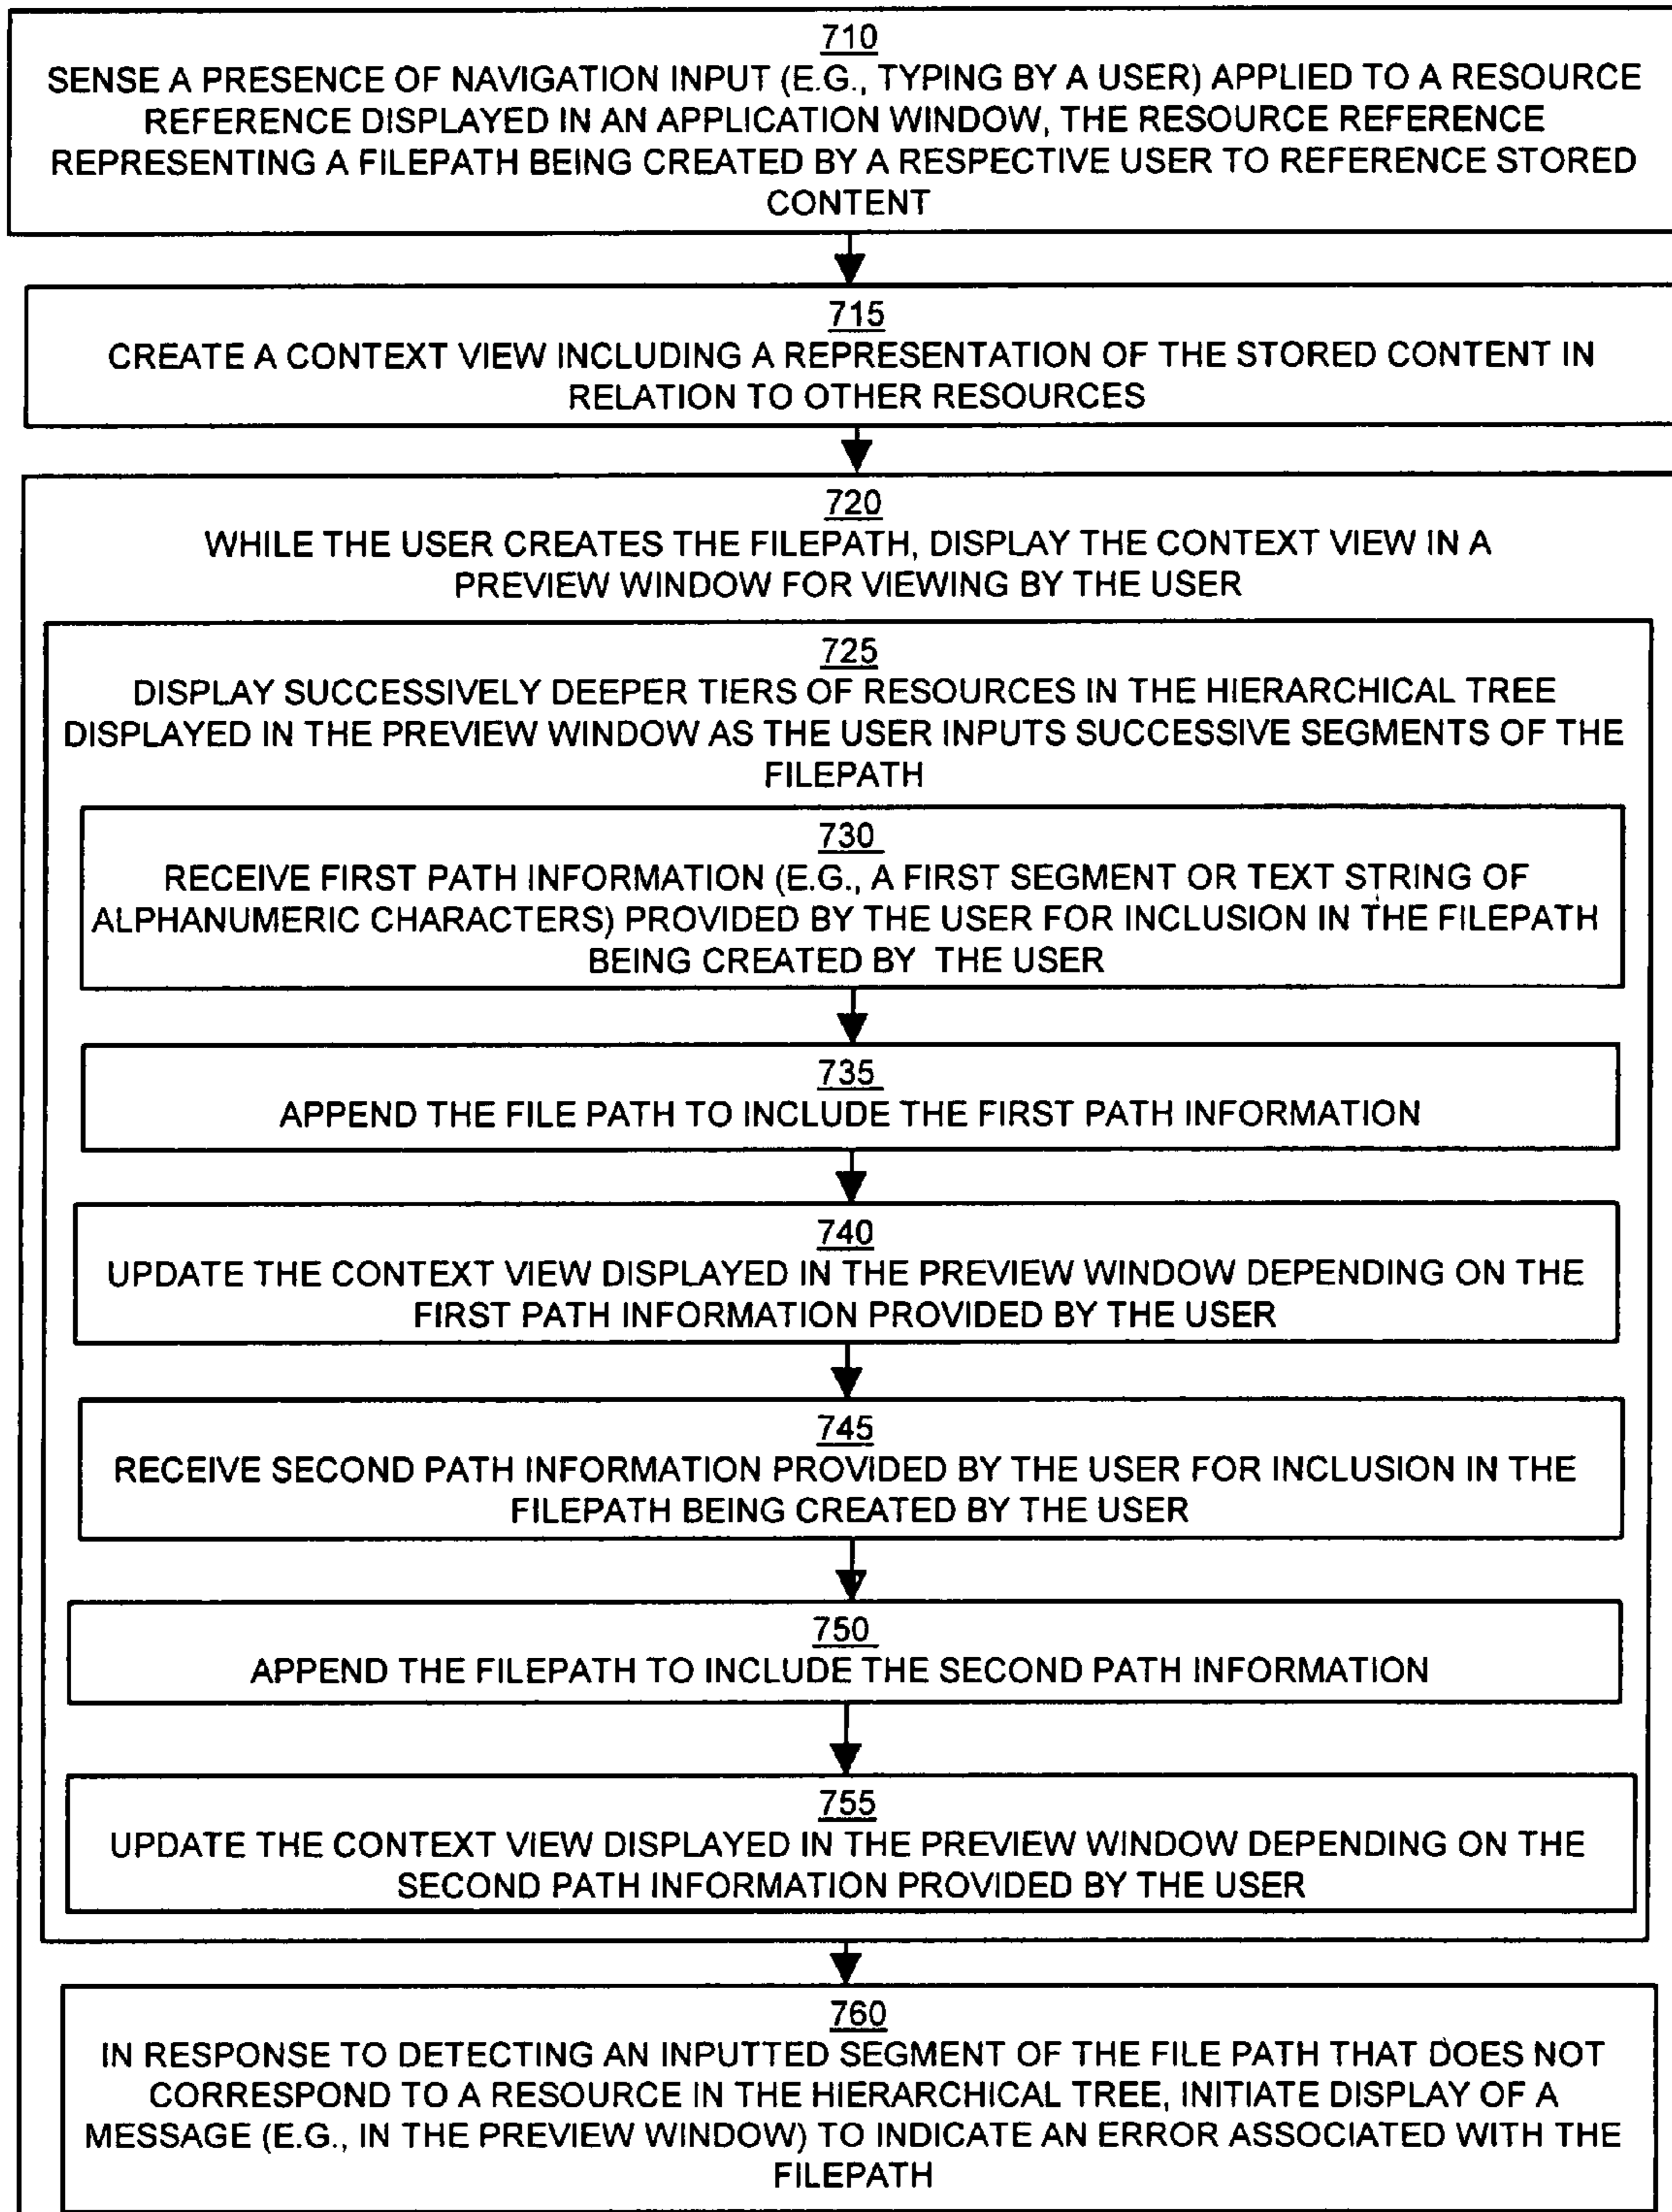 710
SENSE A PRESENCE OF NAVIGATION INPUT (E.G., TYPING BY A USER) APPLIED TO A RESOURCE
REFERENCE DISPLAYED IN AN APPLICATION WINDOW, THE RESOURCE REFERENCE
REPRESENTING A FILEPATH BEING CREATED BY A RESPECTIVE USER TO REFERENCE STORED
CONTENT
715
CREATE A CONTEXT VIEW INCLUDING A REPRESENTATION OF THE STORED CONTENT IN
RELATION TO OTHER RESOURCES
720
WHILE THE USER CREATES THE FILEPATH, DISPLAY THE CONTEXT VIEW IN A
PREVIEW WINDOW FOR VIEWING BY THE USER
725
DISPLAY SUCCESSIVELY DEEPER TIERS OF RESOURCES IN THE HIERARCHICAL TREE
DISPLAYED IN THE PREVIEW WINDOW AS THE USER INPUTS SUCCESSIVE SEGMENTS OF THE
FILEPATH
730
RECEIVE FIRST PATH INFORMATION (E.G., A FIRST SEGMENT OR TEXT STRING OF
ALPHANUMERIC CHARACTERS) PROVIDED BY THE USER FOR INCLUSION IN THE FILEPATH
BEING CREATED BY THE USER
735
APPEND THE FILE PATH TO INCLUDE THE FIRST PATH INFORMATION
740
UPDATE THE CONTEXT VIEW DISPLAYED IN THE PREVIEW WINDOW DEPENDING ON THE
FIRST PATH INFORMATION PROVIDED BY THE USER
745
RECEIVE SECOND PATH INFORMATION PROVIDED BY THE USER FOR INCLUSION IN THE
FILEPATH BEING CREATED BY THE USER
750
APPEND THE FILEPATH TO INCLUDE THE SECOND PATH INFORMATION
755
UPDATE THE CONTEXT VIEW DISPLAYED IN THE PREVIEW WINDOW DEPENDING ON THE
SECOND PATH INFORMATION PROVIDED BY THE USER
760
IN RESPONSE TO DETECTING AN INPUTTED SEGMENT OF THE FILE PATH THAT DOES NOT
CORRESPOND TO A RESOURCE IN THE HIERARCHICAL TREE, INITIATE DISPLAY OF A
MESSAGE (E.G., IN THE PREVIEW WINDOW) TO INDICATE AN ERROR ASSOCIATED WITH THE
FILEPATH